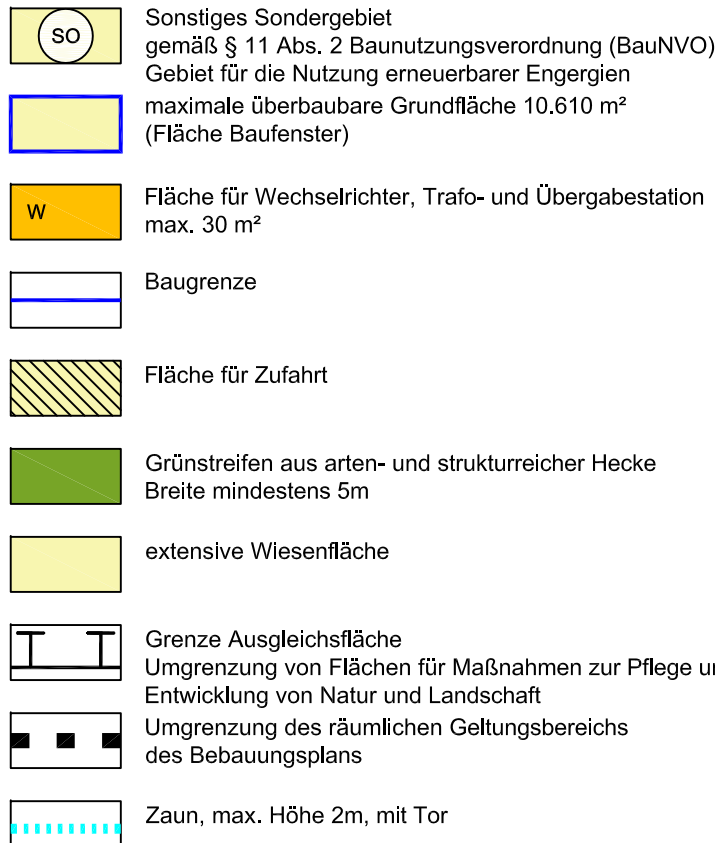 SO
Sonstiges Sondergebiet
gemäß § 11 Abs. 2 Baunutzungsverordnung (BauNVO)
Gebiet für die Nutzung erneuerbarer Engergien
maximale überbaubare Grundfläche 10.610 m²
(Fläche Baufenster)
W
Fläche für Wechselrichter, Trafo- und Übergabestation
max. 30 m²
Baugrenze
Fläche für Zufahrt
Grünstreifen aus arten- und strukturreicher Hecke
Breite mindestens 5m
extensive Wiesenfläche
Grenze Ausgleichsfläche
Umgrenzung von Flächen für Maßnahmen zur Pflege
Entwicklung von Natur und Landschaft
Umgrenzung des räumlichen Geltungsbereichs
des Bebauungsplans
Zaun, max. Höhe 2m, mit Tor